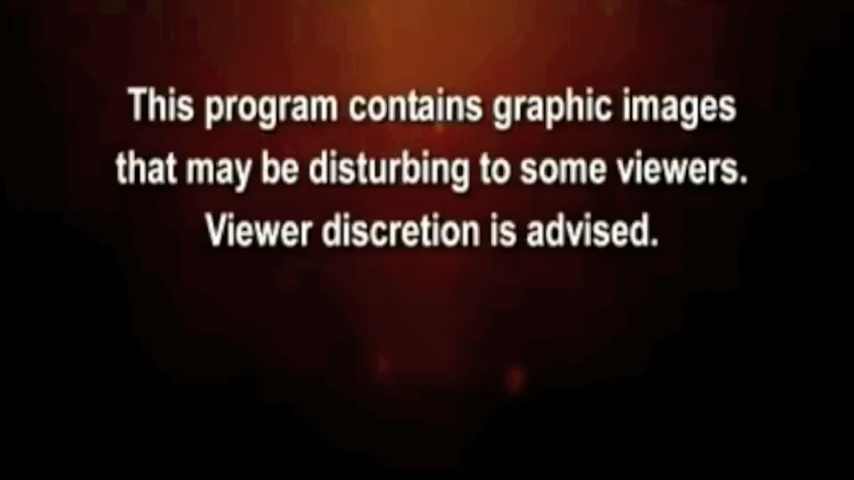 This program contains graphic images
that may be disturbing to some viewers.
Viewer discretion is advised.